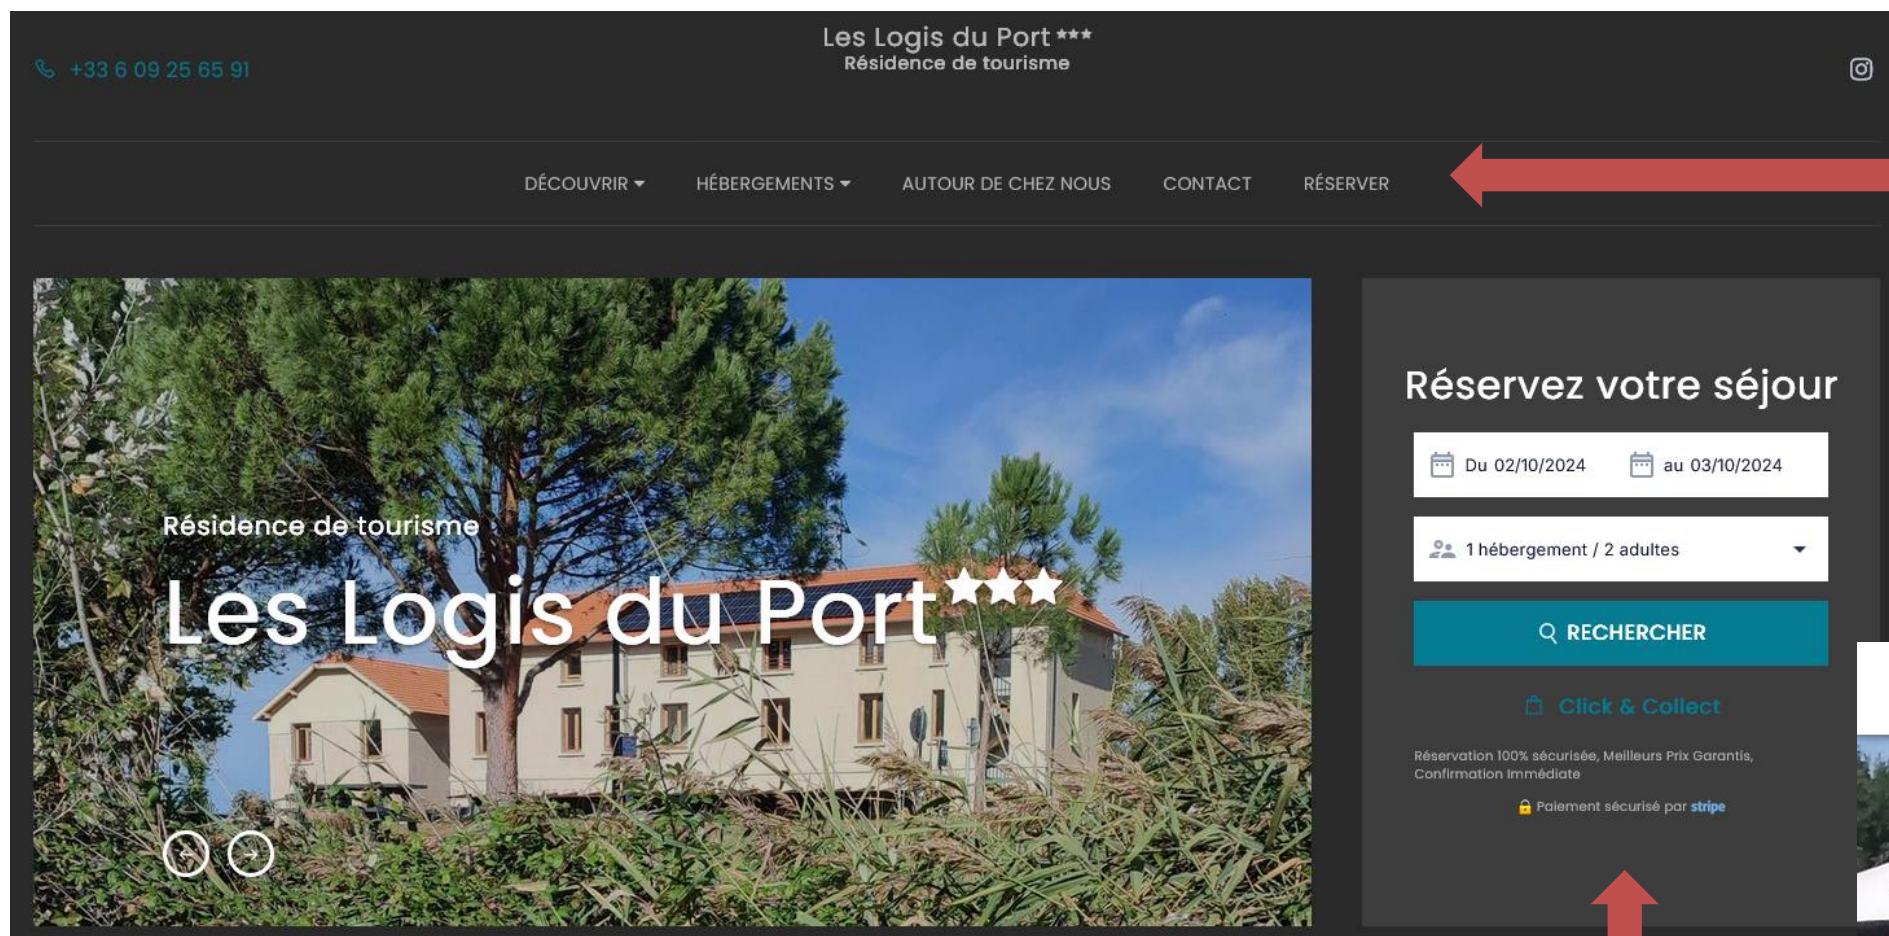 Les Logis du Port ★★★
Résidence de tourisme
+33 6 09 25 65 91
DÉCOUVRIR
HÉBERGEMENTS
AUTOUR DE CHEZ NOUS
CONTACT
RÉSERVER
Résidence de tourisme
Les Logis du Port★★★
Réservez votre séjour
Du 02/10/2024 au 03/10/2024
1 hébergement / 2 adultes
RECHERCHER
Click & Collect
Réservation 100% sécurisée, Meilleurs Prix Garantis,
Confirmation Immédiate
Paiement sécurisé par stripe